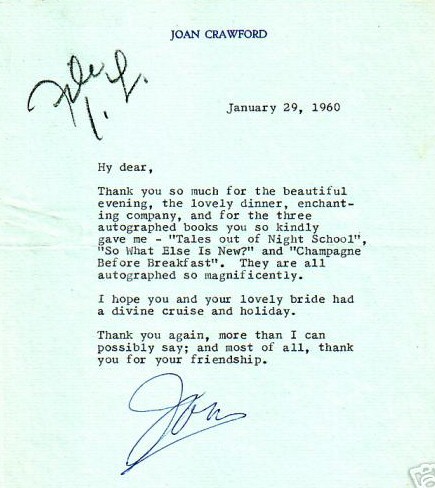 JOAN CRAWFORD
January 29, 1960
Hy dear,
Thank you so much for the beautiful
evening, the lovely dinner, enchant-
ing company, and for the three
autographed books you so kindly
gave me - "Tales out of Night School",
"So What Else Is New?" and "Champagne
Before Breakfast".  They are all
autographed so magnificently.
I hope you and your lovely bride had
a divine cruise and holiday.
Thank you again, more than I can
possibly say; and most of all, thank
you for your friendship.
Joan